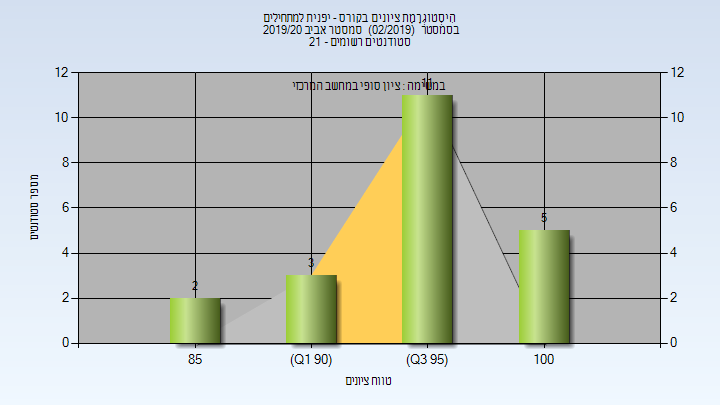 היסטוגרמת ציונים בקורס - יפנית למתחילים
בסמסטר (02/2019) סמסטר אביב 2019/20
סטודנטים רשומים - 21
במשימה : ציון סופי במחשב המרכזי
12
10
8
6
4
2
0
12
10
8
6
4
2
0
מספר סטודנטים
2
3
11
5
85
(Q1 90)
(Q3 95)
100
טווח ציונים